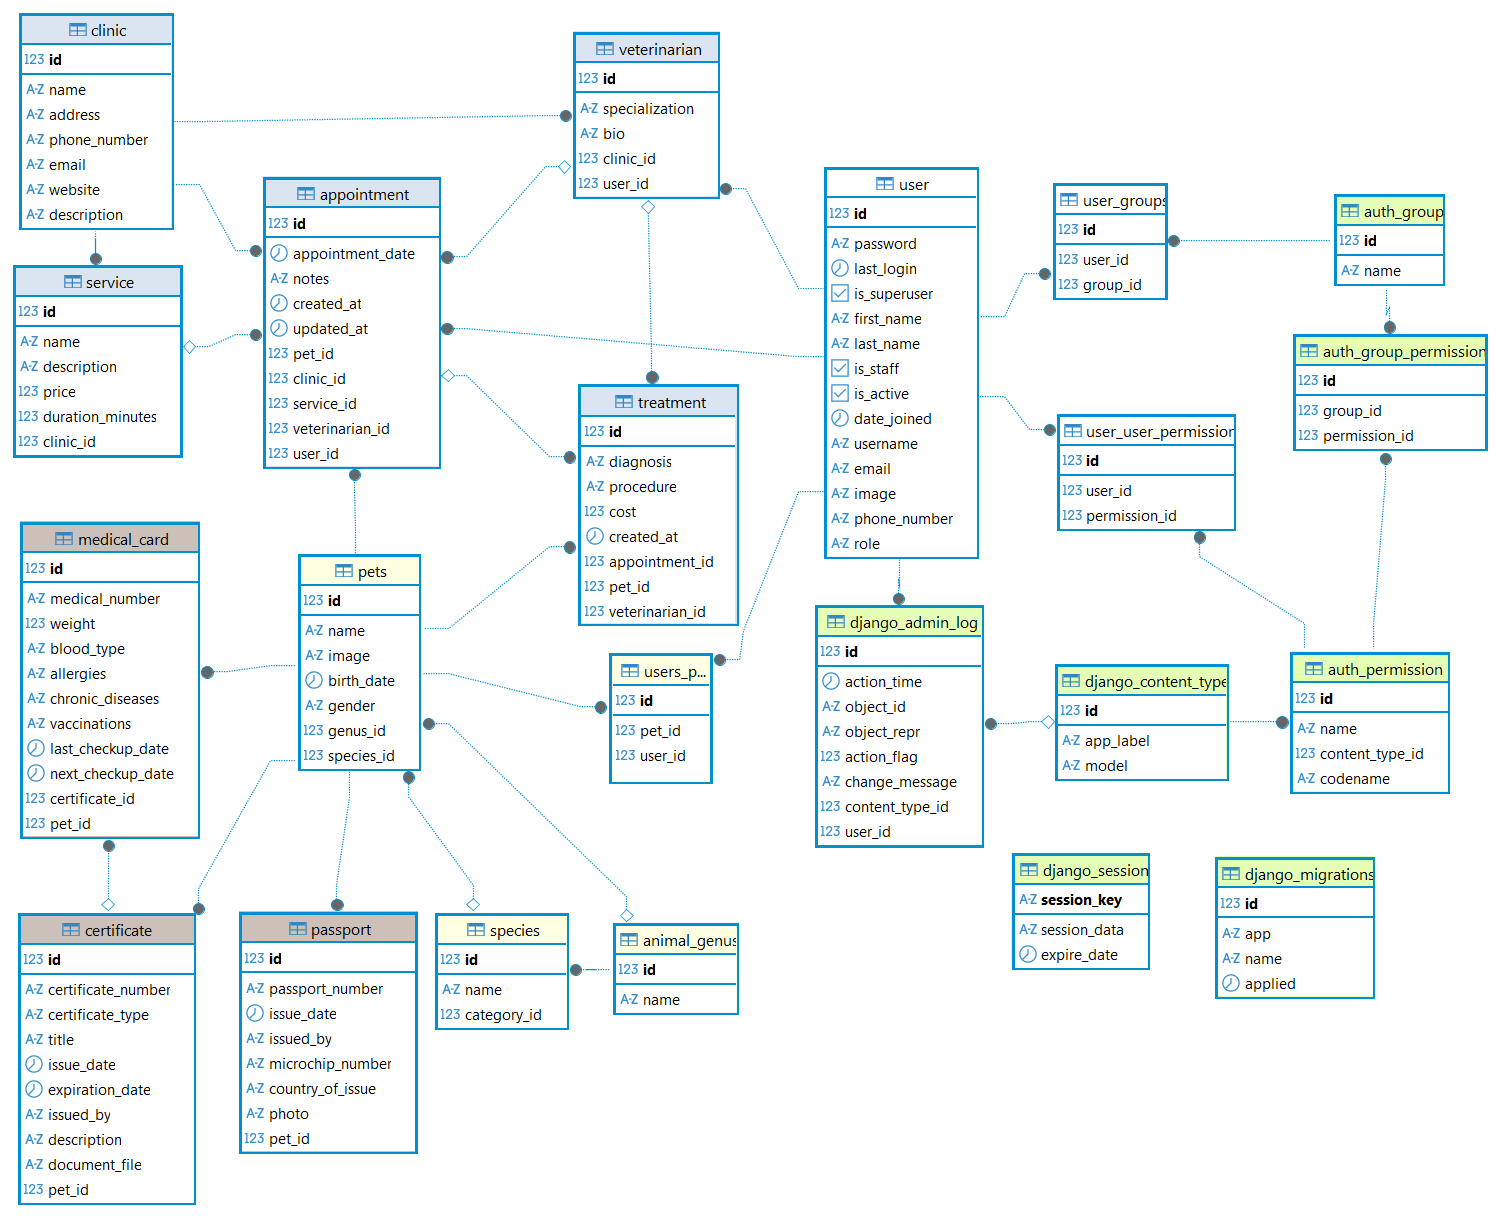 clinic
123 id
A-Z name
A-Z address
A-Z phone_number
A-Z email
A-Z website
A-Z description
service
123 id
A-Z name
A-Z description
123 price
123 duration_minutes
123 clinic_id
appointment
123 id
appointment_date
A-Z notes
created_at
updated_at
123 pet_id
123 clinic_id
123 service_id
123 veterinarian_id
123 user_id
veterinarian
123 id
A-Z specialization
A-Z bio
123 clinic_id
123 user_id
treatment
123 id
A-Z diagnosis
A-Z procedure
123 cost
created_at
123 appointment_id
123 pet_id
123 veterinarian_id
user
123 id
A-Z password
last_login
is_superuser
A-Z first_name
A-Z last_name
is_staff
is_active
date_joined
A-Z username
A-Z email
A-Z image
A-Z phone_number
A-Z role
user_groups
123 id
123 user_id
123 group_id
auth_group
123 id
A-Z name
auth_group_permission
123 id
123 group_id
123 permission_id
user_user_permission
123 id
123 user_id
123 permission_id
medical_card
123 id
A-Z medical_number
123 weight
A-Z blood_type
A-Z allergies
A-Z chronic_diseases
A-Z vaccinations
last_checkup_date
next_checkup_date
123 certificate_id
123 pet_id
pets
123 id
A-Z name
A-Z image
birth_date
A-Z gender
123 genus_id
123 species_id
users_p...
123 id
123 pet_id
123 user_id
django_admin_log
123 id
action_time
A-Z object_id
A-Z object_repr
123 action_flag
A-Z change_message
123 content_type_id
123 user_id
django_content_type
123 id
A-Z app_label
A-Z model
auth_permission
123 id
A-Z name
123 content_type_id
A-Z codename
certificate
123 id
A-Z certificate_number
A-Z certificate_type
A-Z title
issue_date
expiration_date
A-Z issued_by
A-Z description
A-Z document_file
123 pet_id
passport
123 id
A-Z passport_number
issue_date
A-Z issued_by
A-Z microchip_number
A-Z country_of_issue
A-Z photo
123 pet_id
species
123 id
A-Z name
123 category_id
animal_genus
123 id
A-Z name
django_session
A-Z session_key
A-Z session_data
expire_date
django_migrations
123 id
A-Z app
A-Z name
applied